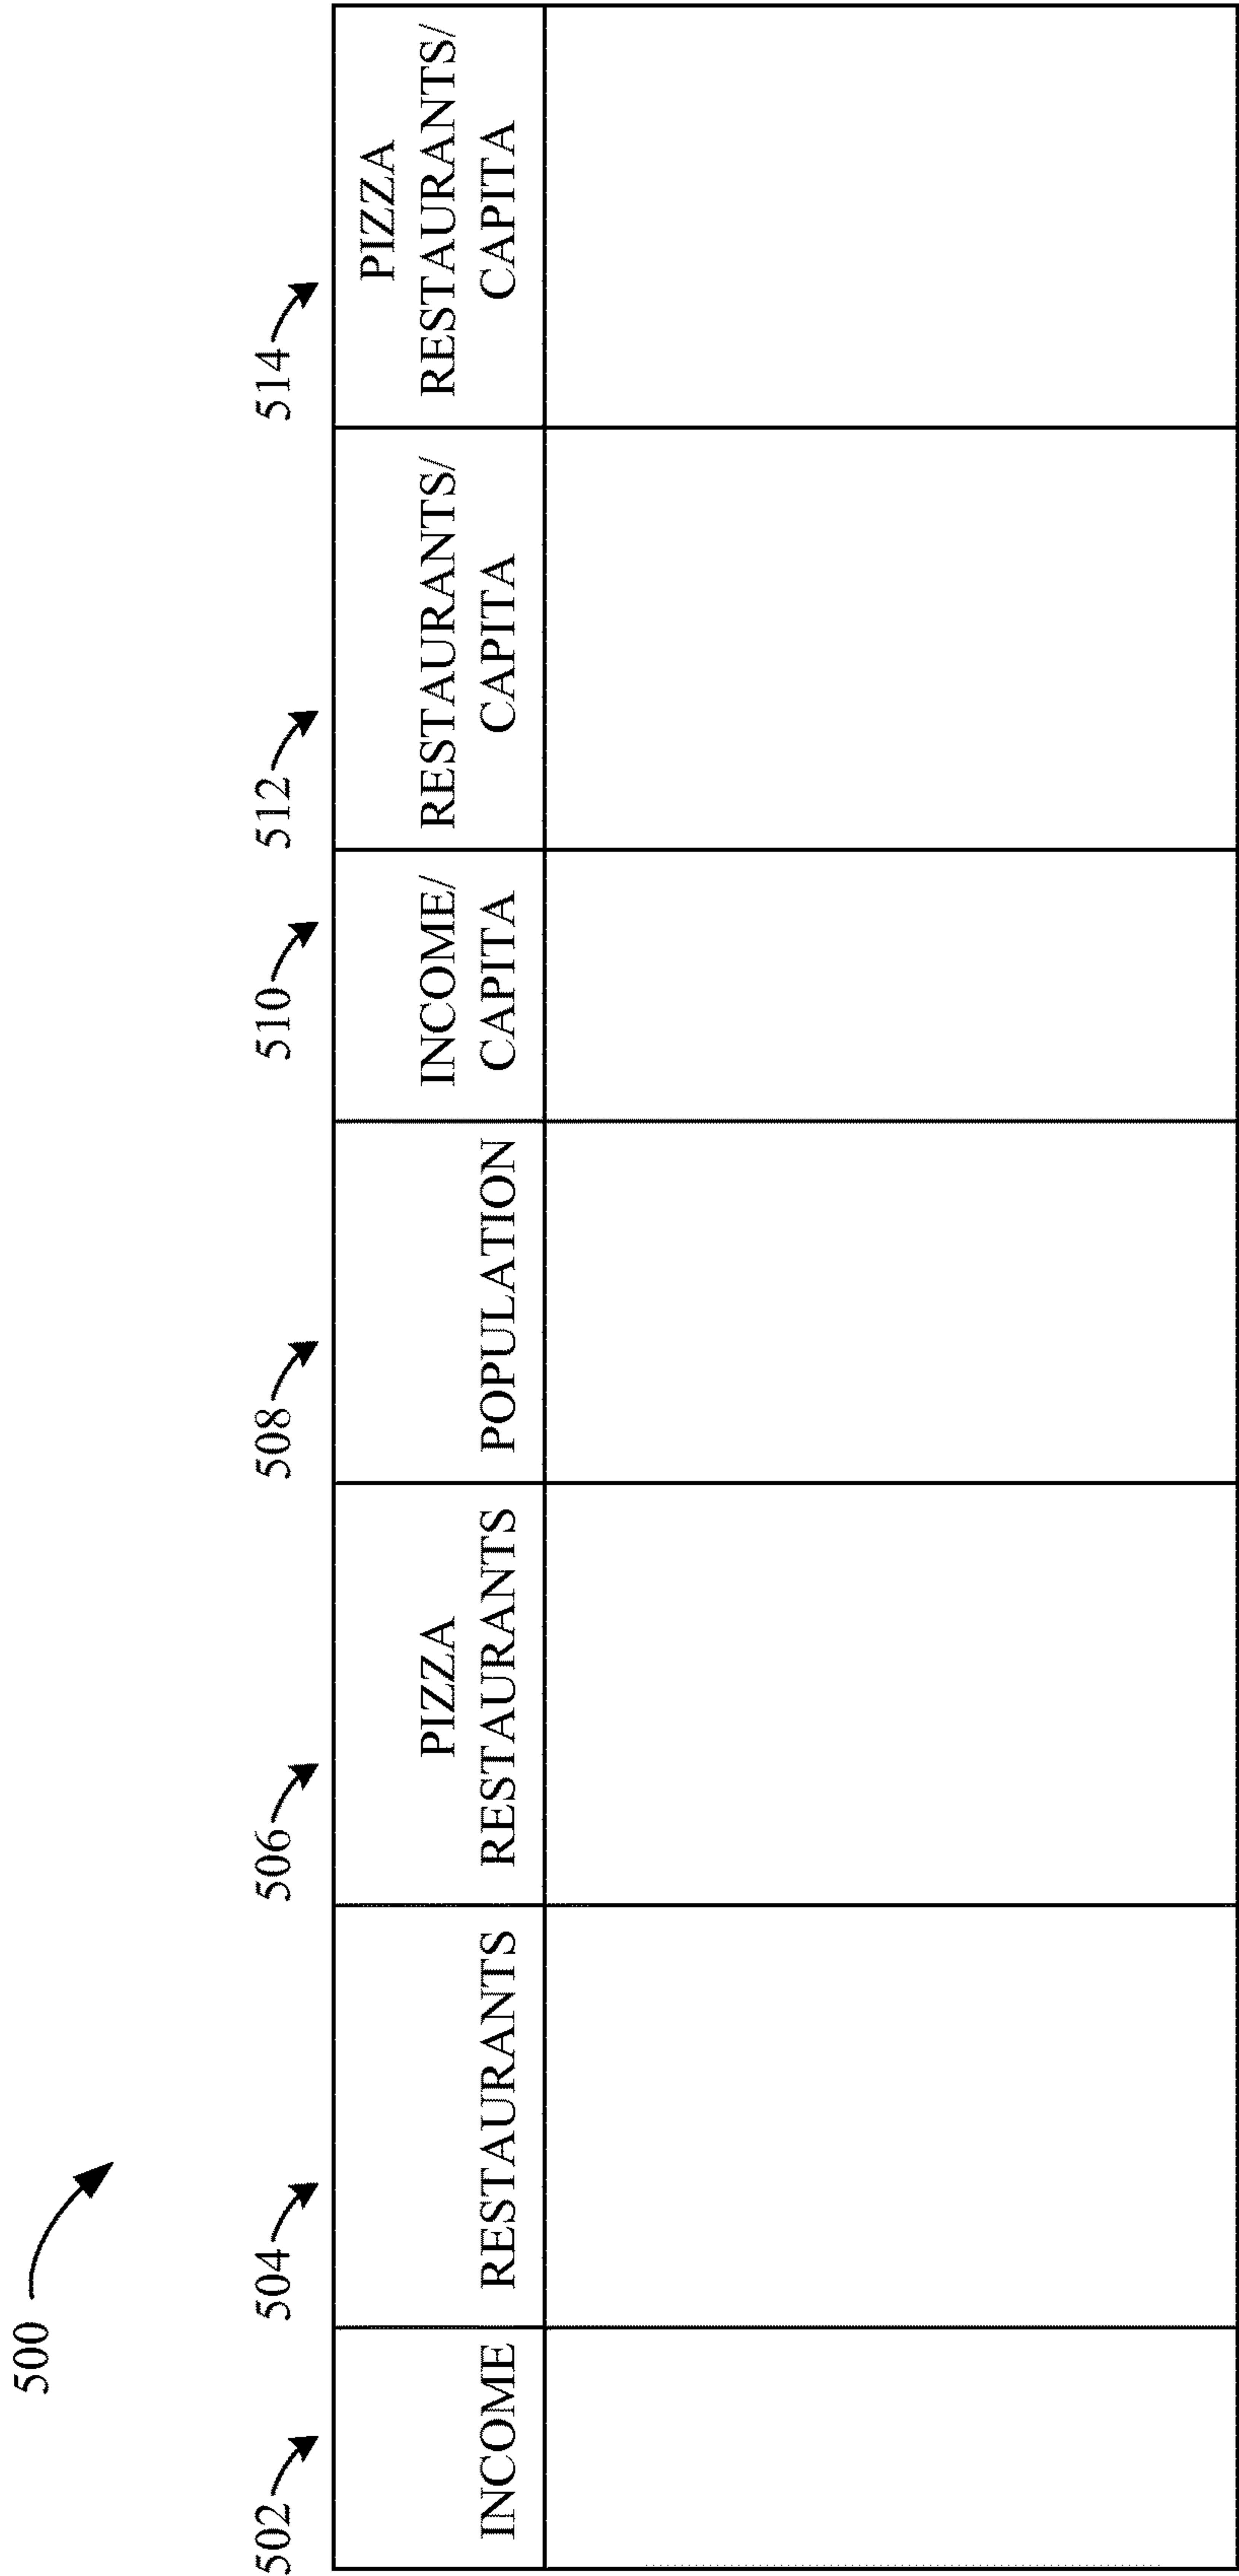 500
502
504
506
508
510
512
514
INCOME
RESTAURANTS
PIZZA
RESTAURANTS
POPULATION
INCOME/
CAPITA
RESTAURANTS/
CAPITA
PIZZA
RESTAURANTS/
CAPITA